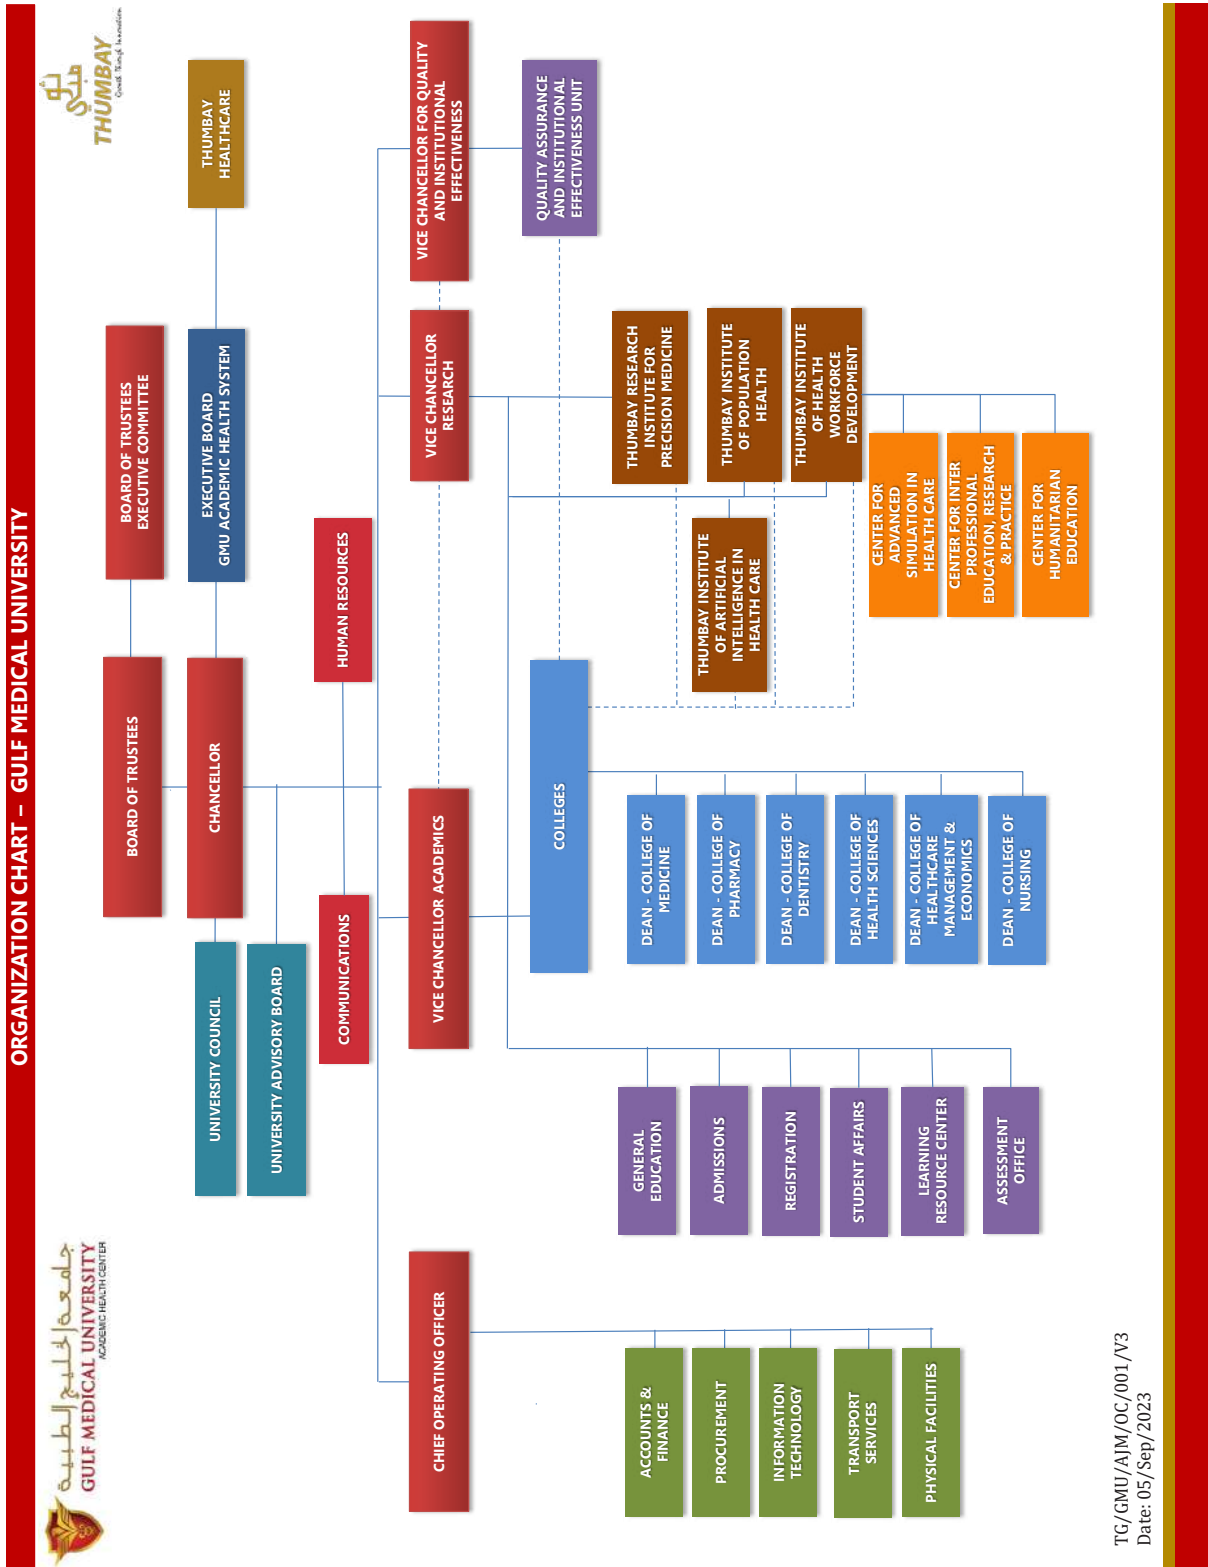 ORGANIZATION CHART – GULF MEDICAL UNIVERSITY
جامعة الخليج الطبية
GULF MEDICAL UNIVERSITY
ACADEMIC HEALTH CENTER
ثومبي
THUMBAY
Growth Through Innovation
BOARD OF TRUSTEES
BOARD OF TRUSTEES
EXECUTIVE COMMITTEE
UNIVERSITY COUNCIL
CHANCELLOR
EXECUTIVE BOARD
GMU ACADEMIC HEALTH SYSTEM
THUMBAY
HEALTHCARE
UNIVERSITY ADVISORY BOARD
COMMUNICATIONS
HUMAN RESOURCES
CHIEF OPERATING OFFICER
VICE CHANCELLOR ACADEMICS
VICE CHANCELLOR
RESEARCH
VICE CHANCELLOR FOR QUALITY
AND INSTITUTIONAL
EFFECTIVENESS
COLLEGES
QUALITY ASSURANCE
AND INSTITUTIONAL
EFFECTIVENESS UNIT
ACCOUNTS &
FINANCE
PROCUREMENT
INFORMATION
TECHNOLOGY
TRANSPORT
SERVICES
PHYSICAL FACILITIES
GENERAL
EDUCATION
ADMISSIONS
REGISTRATION
STUDENT AFFAIRS
LEARNING
RESOURCE CENTER
ASSESSMENT
OFFICE
DEAN - COLLEGE OF
MEDICINE
DEAN - COLLEGE OF
PHARMACY
DEAN - COLLEGE OF
DENTISTRY
DEAN - COLLEGE OF
HEALTH SCIENCES
DEAN - COLLEGE OF
HEALTHCARE
MANAGEMENT &
ECONOMICS
DEAN - COLLEGE OF
NURSING
THUMBAY RESEARCH
INSTITUTE FOR
PRECISION MEDICINE
THUMBAY INSTITUTE
OF POPULATION
HEALTH
THUMBAY INSTITUTE
OF HEALTH
WORKFORCE
DEVELOPMENT
THUMBAY INSTITUTE
OF ARTIFICIAL
INTELLIGENCE IN
HEALTH CARE
CENTER FOR
ADVANCED
SIMULATION IN
HEALTH CARE
CENTER FOR INTER
PROFESSIONAL
EDUCATION, RESEARCH
& PRACTICE
CENTER FOR
HUMANITARIAN
EDUCATION
TG/GMU/AJM/OC/001/V3
Date: 05/Sep/2023